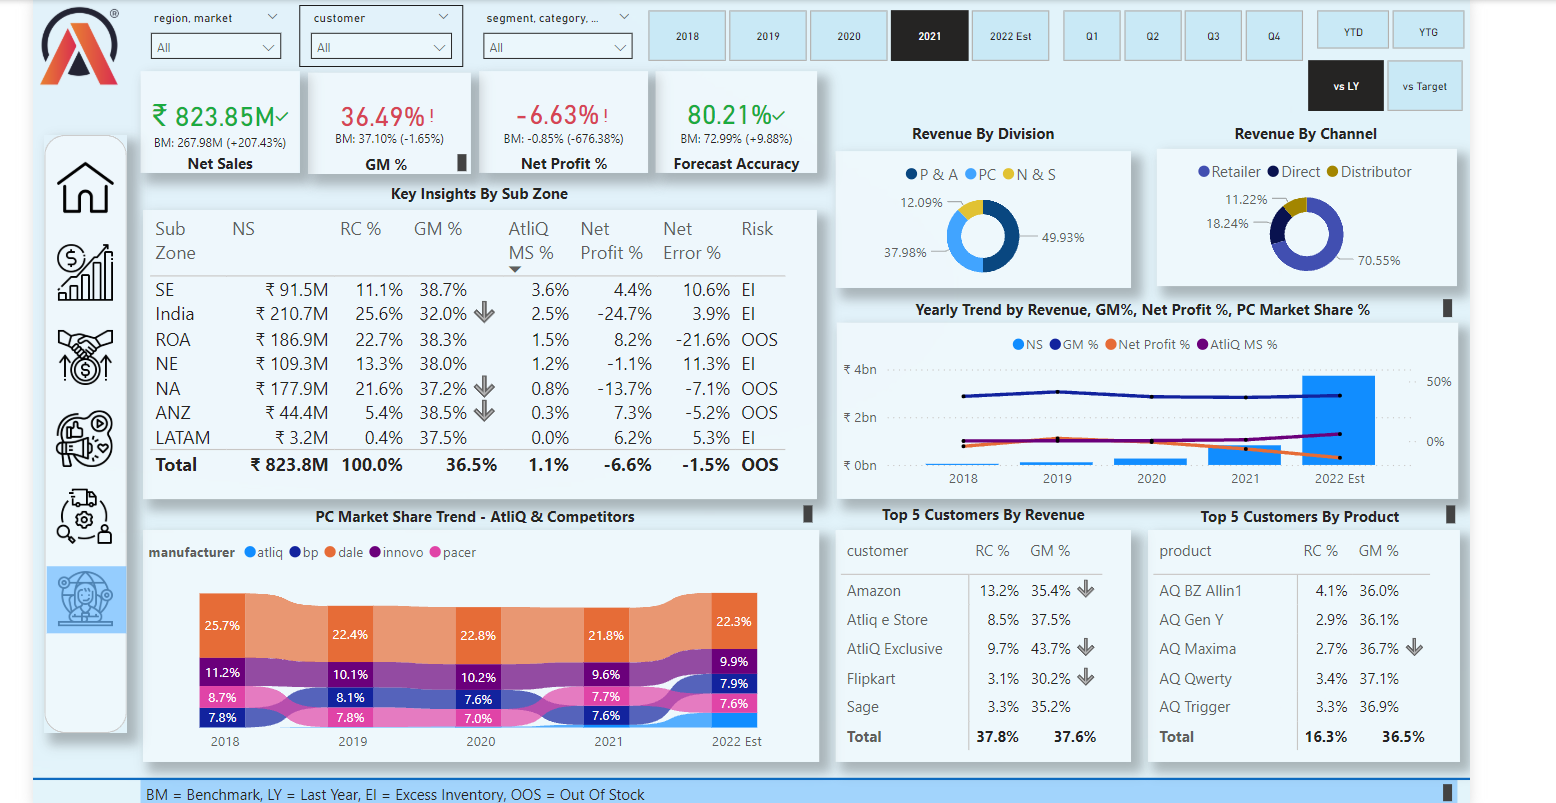 ®
region, market
All
customer
All
segment, category, ...
All
2018
2019
2020
2021
2022 Est
Q1
Q2
Q3
Q4
YTD
YTG
vs LY
vs Target
₹ 823.85M✓
BM: 267.98M (+207.43%)
Net Sales
36.49%!
BM: 37.10% (-1.65%)
GM %
-6.63%!
BM: -0.85% (-676.38%)
Net Profit %
80.21%✓
BM: 72.99% (+9.88%)
Forecast Accuracy
Key Insights By Sub Zone
Sub Zone NS RC % GM % AtliQ MS % Net Profit % Net Error % Risk
SE ₹ 91.5M 11.1% 38.7% 3.6% 4.4% 10.6% EI
India ₹ 210.7M 25.6% 32.0% 2.5% -24.7% 3.9% EI
ROA ₹ 186.9M 22.7% 38.3% 1.5% 8.2% -21.6% OOS
NE ₹ 109.3M 13.3% 38.0% 1.2% -1.1% 11.3% EI
NA ₹ 177.9M 21.6% 37.2% 0.8% -13.7% -7.1% OOS
ANZ ₹ 44.4M 5.4% 38.5% 0.3% 7.3% -5.2% OOS
LATAM ₹ 3.2M 0.4% 37.5% 0.0% 6.2% 5.3% EI
Total ₹ 823.8M 100.0% 36.5% 1.1% -6.6% -1.5% OOS
Revenue By Division
P & A PC N & S
12.09%
37.98%
49.93%
Revenue By Channel
Retailer Direct Distributor
11.22%
18.24%
70.55%
Yearly Trend by Revenue, GM%, Net Profit %, PC Market Share %
NS GM % Net Profit % AtliQ MS %
₹ 4bn
₹ 2bn
₹ 0bn
50%
0%
2018 2019 2020 2021 2022 Est
PC Market Share Trend - AtliQ & Competitors
manufacturer atliq bp dale innovo pacer
25.7% 22.4% 22.8% 21.8% 22.3%
11.2% 10.1% 10.2% 9.6% 9.9%
8.7% 8.1% 7.6% 7.7% 7.9%
7.8% 7.8% 7.0% 7.6% 7.6%
2018 2019 2020 2021 2022 Est
Top 5 Customers By Revenue
customer RC % GM %
Amazon 13.2% 35.4%
Atliq e Store 8.5% 37.5%
AtliQ Exclusive 9.7% 43.7%
Flipkart 3.1% 30.2%
Sage 3.3% 35.2%
Total 37.8% 37.6%
Top 5 Customers By Product
product RC % GM %
AQ BZ Allin1 4.1% 36.0%
AQ Gen Y 2.9% 36.1%
AQ Maxima 2.7% 36.7%
AQ Qwerty 3.4% 37.1%
AQ Trigger 3.3% 36.9%
Total 16.3% 36.5%
BM = Benchmark, LY = Last Year, EI = Excess Inventory, OOS = Out Of Stock